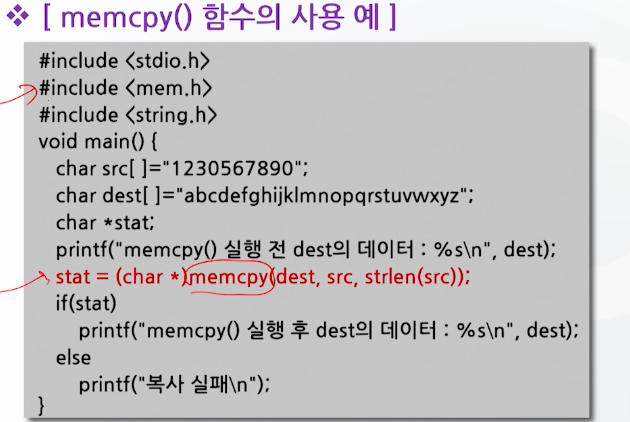 ❖ [ memcpy() 함수의 사용 예 ]
#include <stdio.h>
#include <mem.h>
#include <string.h>
void main() {
char src[ ]="1230567890";
char dest[ ]="abcdefghijklmnopqrstuvwxyz";
char *stat;
printf("memcpy() 실행 전 dest의 데이터 : %s\n", dest);
stat = (char *)memcpy(dest, src, strlen(src));
if(stat)
printf("memcpy() 실행 후 dest의 데이터 : %s\n", dest);
else
printf("복사 실패\n");
}